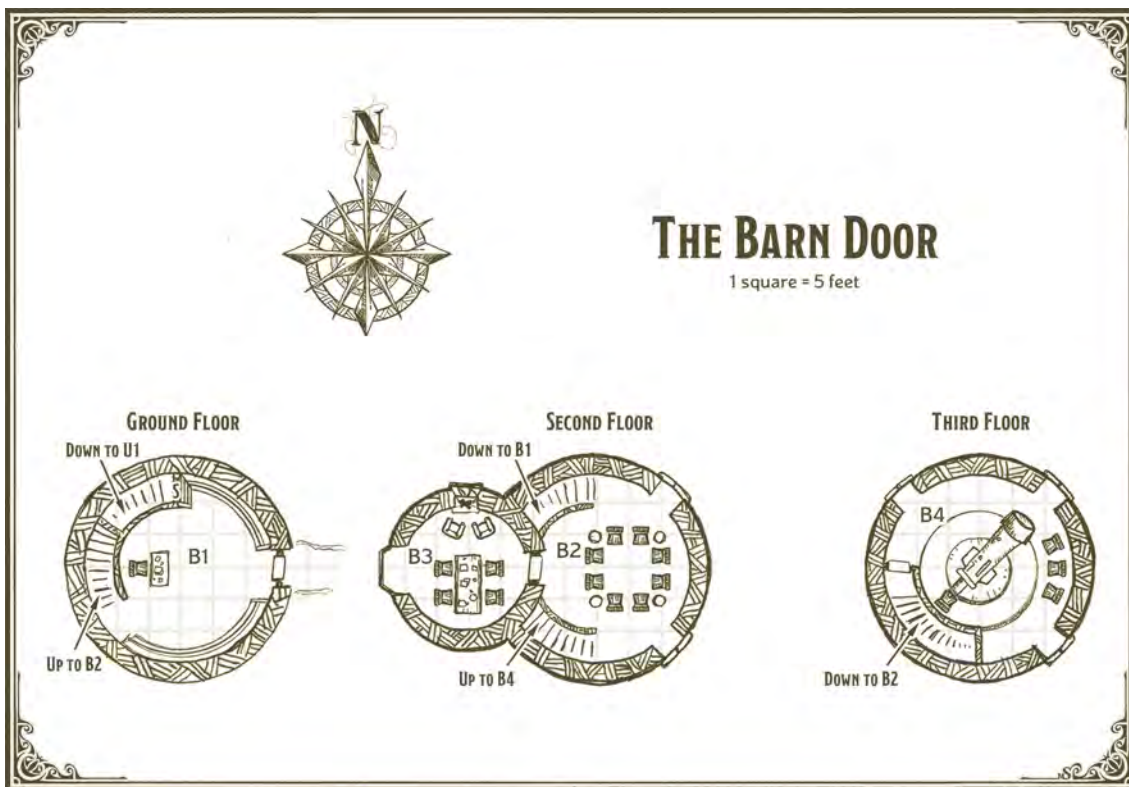 N
THE BARN DOOR
1 square = 5 feet
GROUND FLOOR
DOWN TO U1
S
B1
UP TO B2
SECOND FLOOR
DOWN TO B1
B3
B2
UP TO B4
THIRD FLOOR
B4
DOWN TO B2